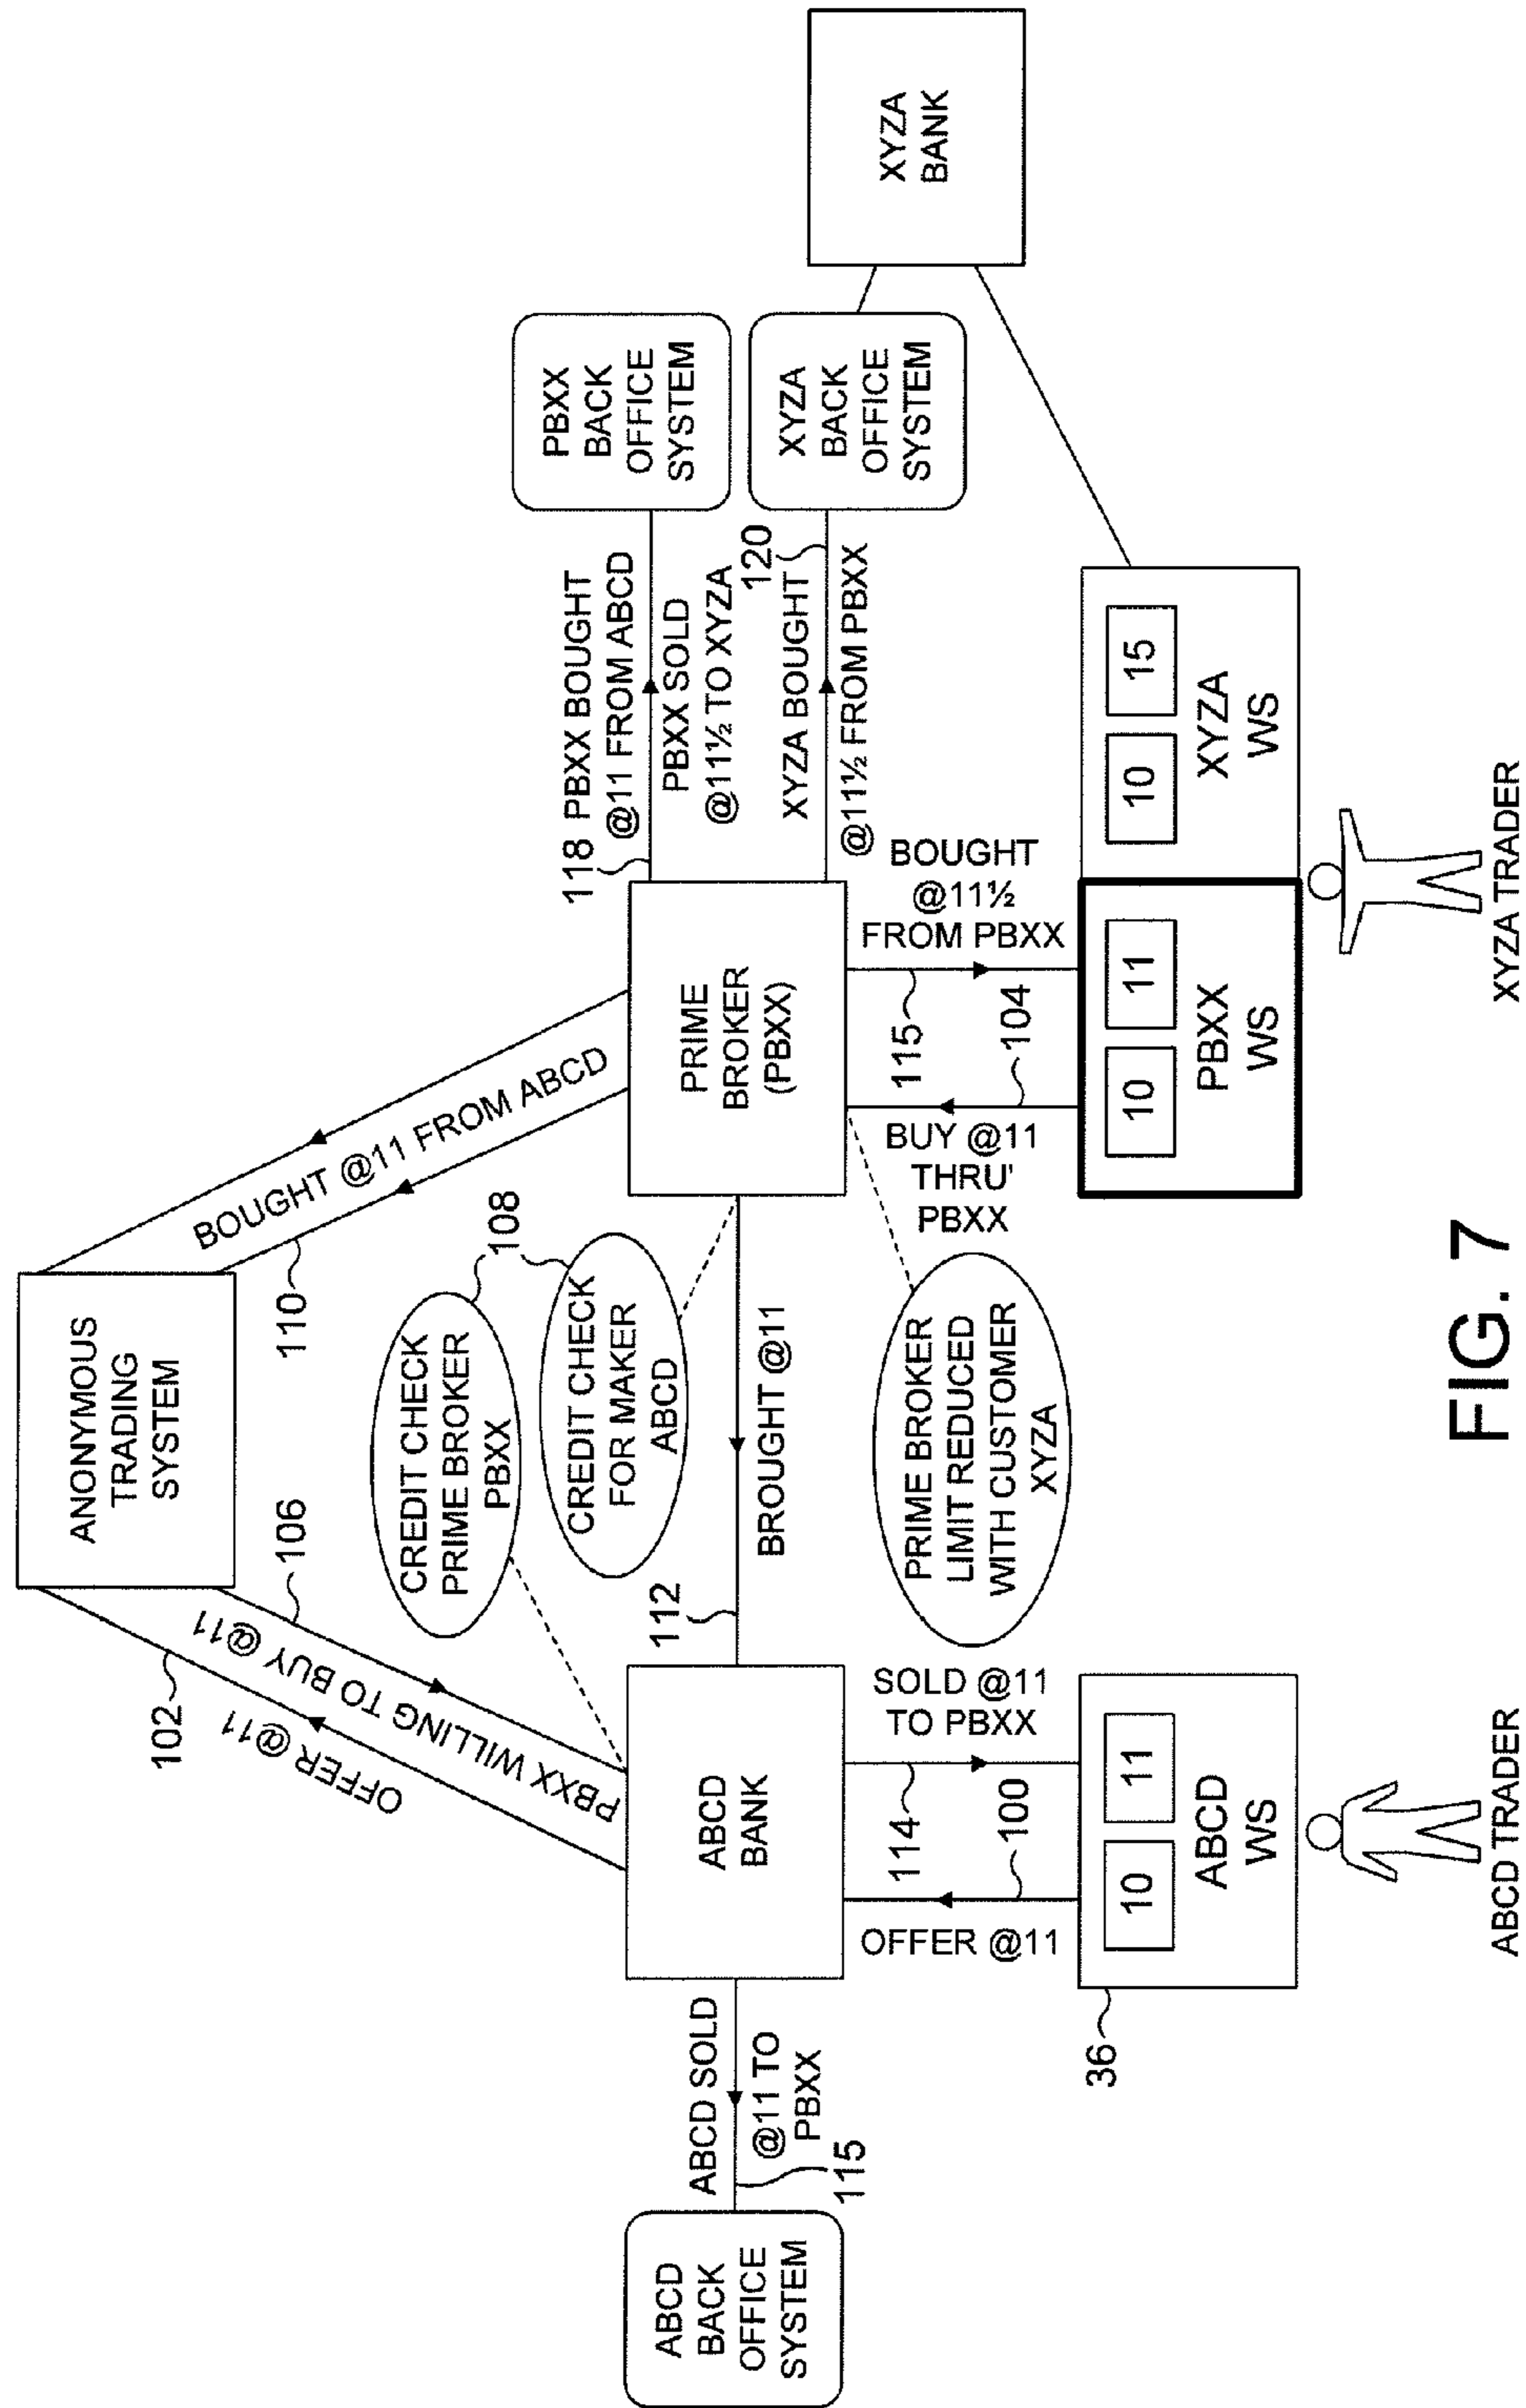 ANONYMOUS
TRADING
SYSTEM
102
OFFER @11
PBXX WILLING TO BUY @11
106
110
BOUGHT @11 FROM ABCD
CREDIT CHECK
PRIME BROKER
PBXX
108
CREDIT CHECK
FOR MAKER
ABCD
ABCD
BACK
OFFICE
SYSTEM
ABCD SOLD
@11 TO
PBXX
115
ABCD
BANK
112
BROUGHT @11
PRIME
BROKER
(PBXX)
118 PBXX BOUGHT
@11 FROM ABCD
PBXX SOLD
@11½ TO XYZA
PBXX
BACK
OFFICE
SYSTEM
XYZA BOUGHT
120
@11½ FROM PBXX
XYZA
BACK
OFFICE
SYSTEM
XYZA
BANK
OFFER @11
100
114
SOLD @11
TO PBXX
PRIME BROKER
LIMIT REDUCED
WITH CUSTOMER
XYZA
BUY @11
THRU'
PBXX
104
115
BOUGHT
@11½
FROM PBXX
36
10 11
ABCD
WS
ABCD TRADER
10 11
PBXX
WS
10 15
XYZA
WS
XYZA TRADER
FIG. 7